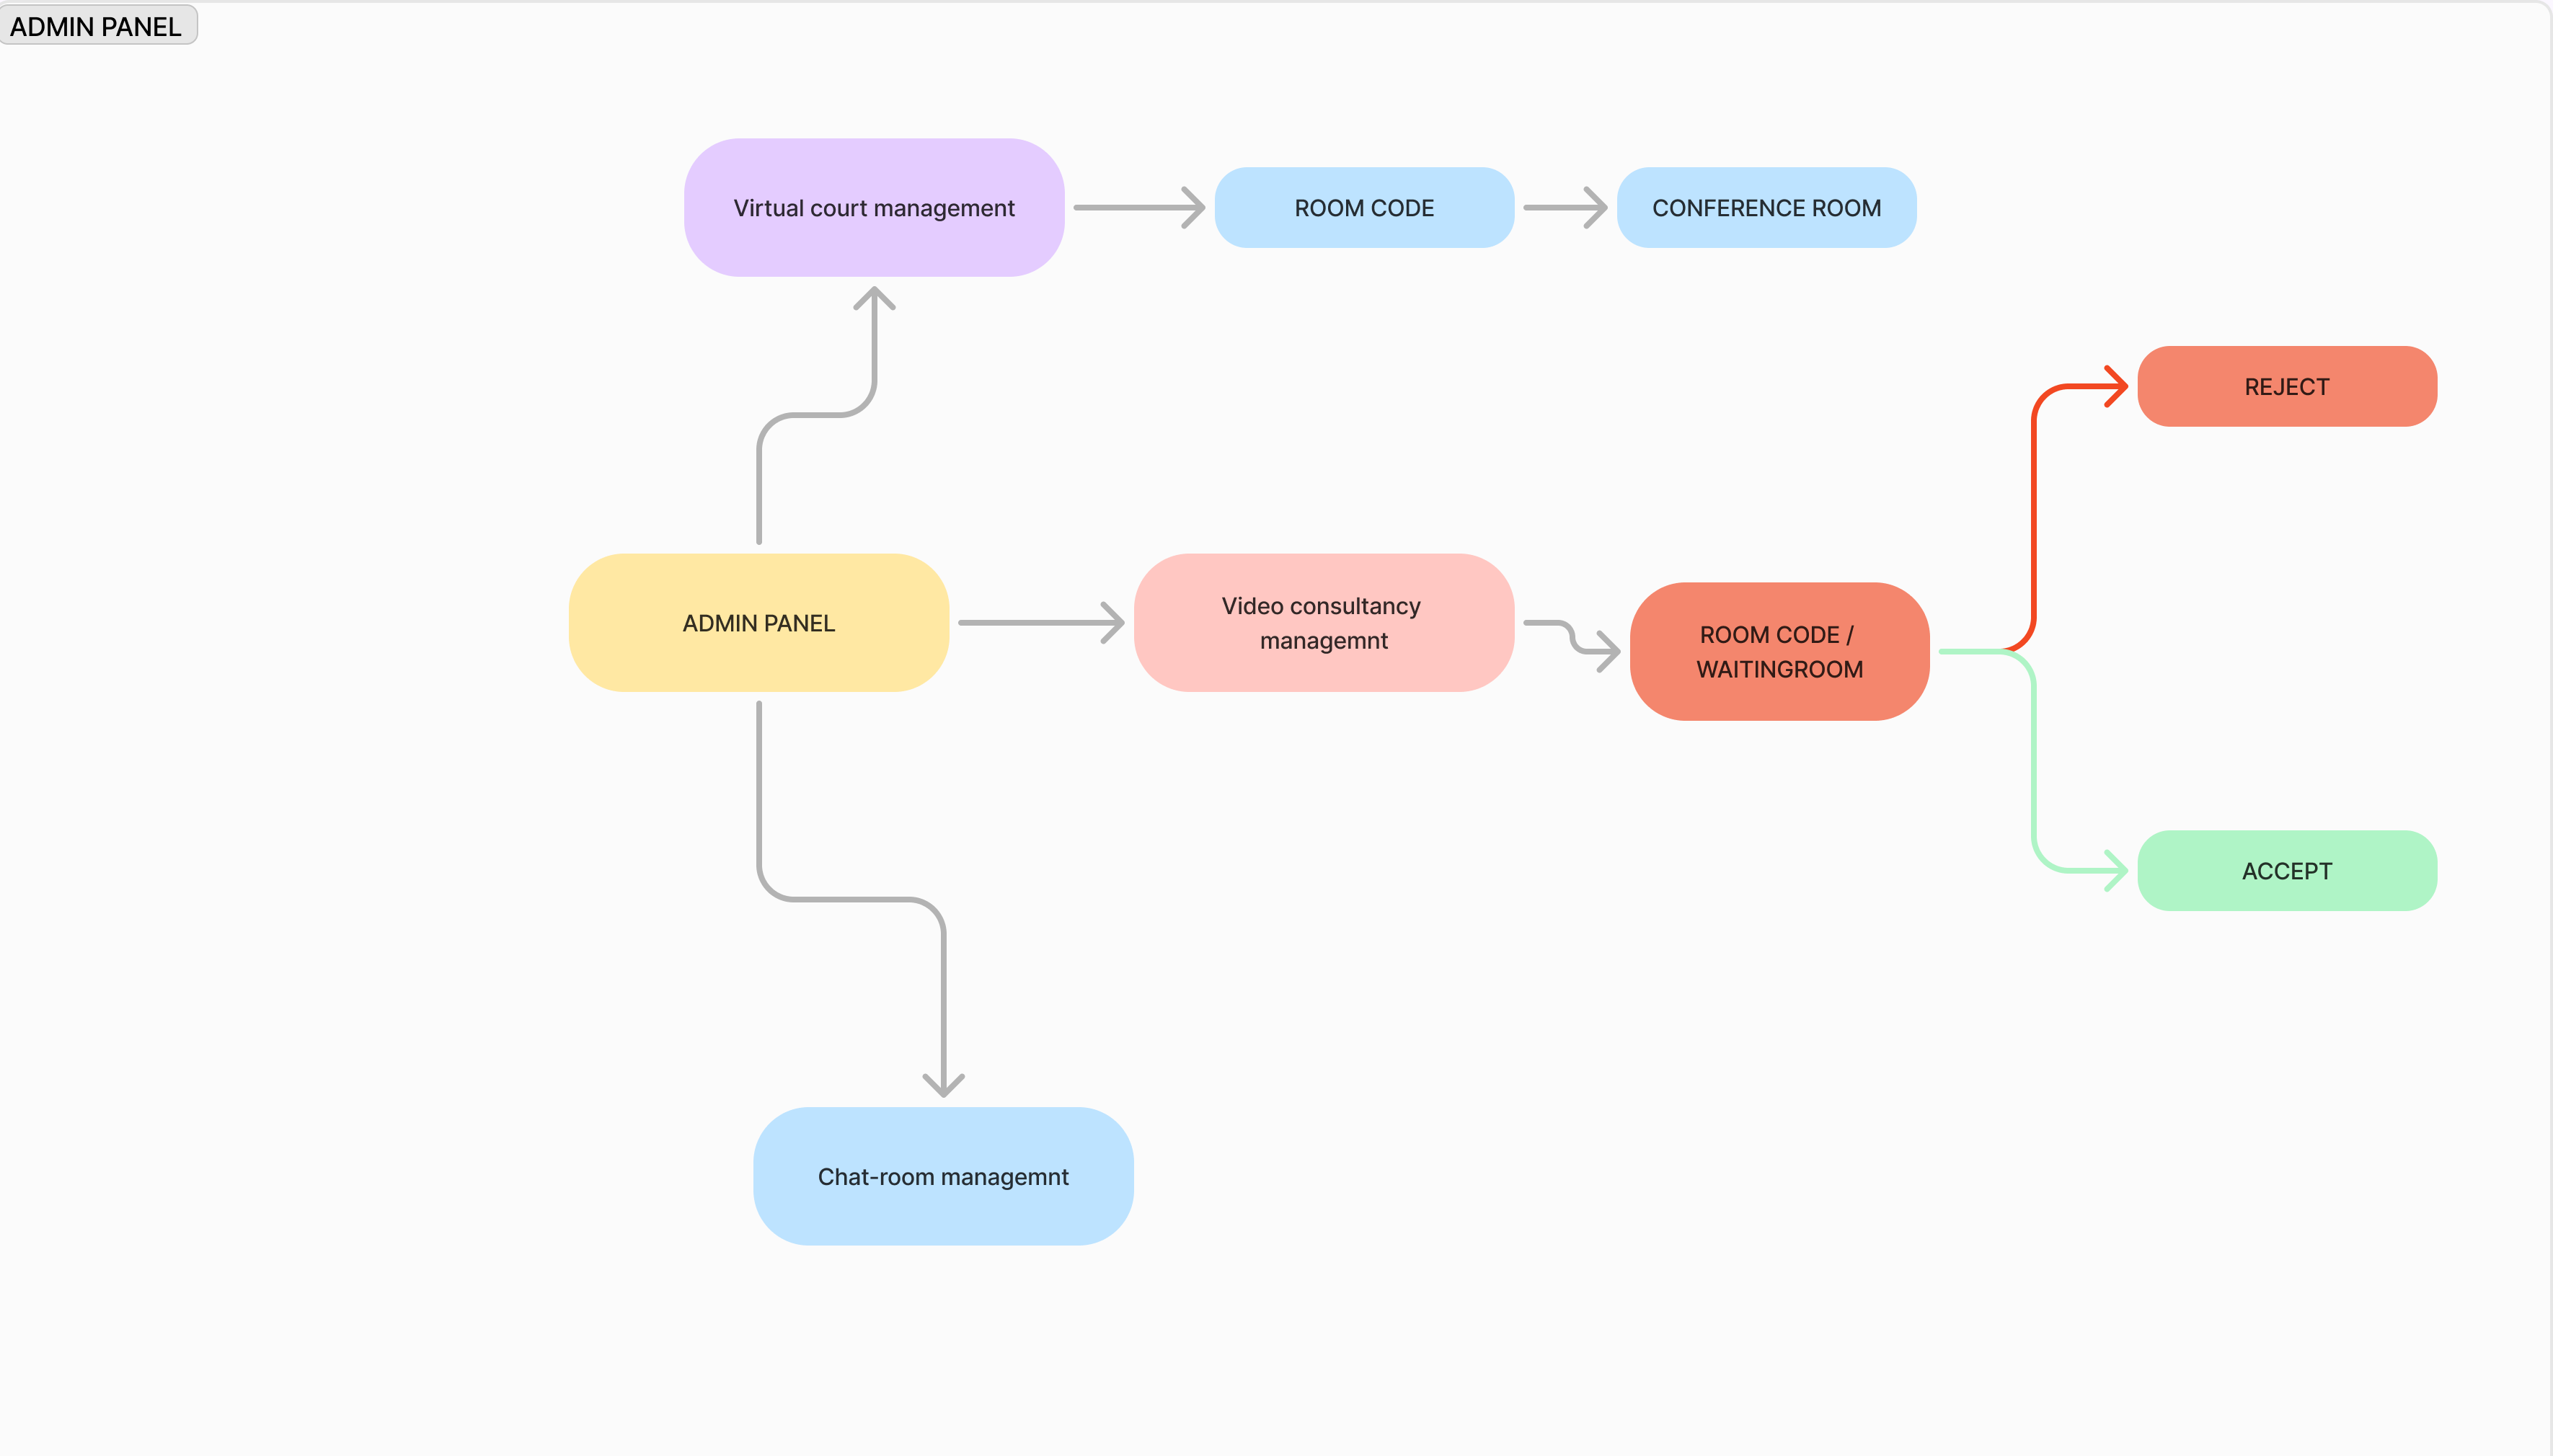 ADMIN PANEL
Virtual court management
ROOM CODE
CONFERENCE ROOM
REJECT
ADMIN PANEL
Video consultancy
managemnt
ROOM CODE /
WAITINGROOM
ACCEPT
Chat-room managemnt